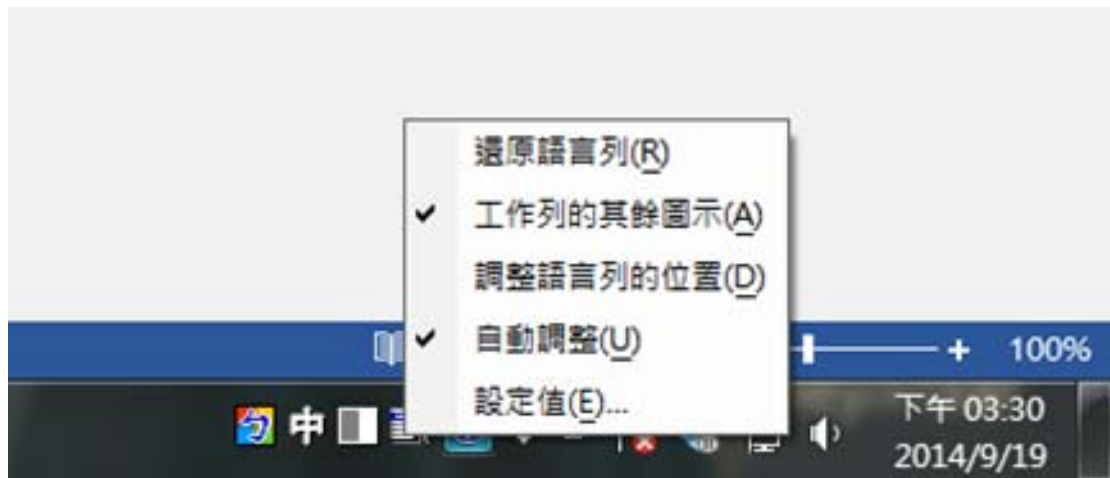 還原語言列(R)
工作列的其餘圖示(A)
調整語言列的位置(D)
自動調整(U)
設定值(E)...
100%
ㄅ 中
下午 03:30
2014/9/19